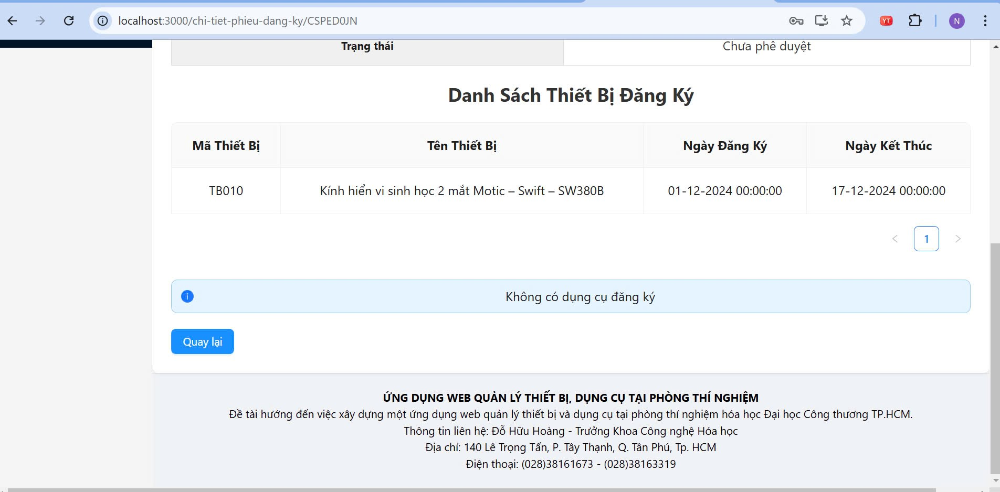 localhost:3000/chi-tiet-phieu-dang-ky/CSPED0JN
YT
N
Trạng thái
Chưa phê duyệt
Danh Sách Thiết Bị Đăng Ký
Mã Thiết Bị Tên Thiết Bị Ngày Đăng Ký Ngày Kết Thúc
TB010 Kính hiển vi sinh học 2 mắt Motic – Swift – SW380B 01-12-2024 00:00:00 17-12-2024 00:00:00
< 1 >
Không có dụng cụ đăng ký
Quay lại
ỨNG DỤNG WEB QUẢN LÝ THIẾT BỊ, DỤNG CỤ TẠI PHÒNG THÍ NGHIỆM
Đề tài hướng đến việc xây dựng một ứng dụng web quản lý thiết bị và dụng cụ tại phòng thí nghiệm hóa học Đại học Công thương TP.HCM.
Thông tin liên hệ: Đỗ Hữu Hoàng - Trưởng Khoa Công nghệ Hóa học
Địa chỉ: 140 Lê Trọng Tấn, P. Tây Thạnh, Q. Tân Phú, Tp. HCM
Điện thoại: (028)38161673 - (028)38163319